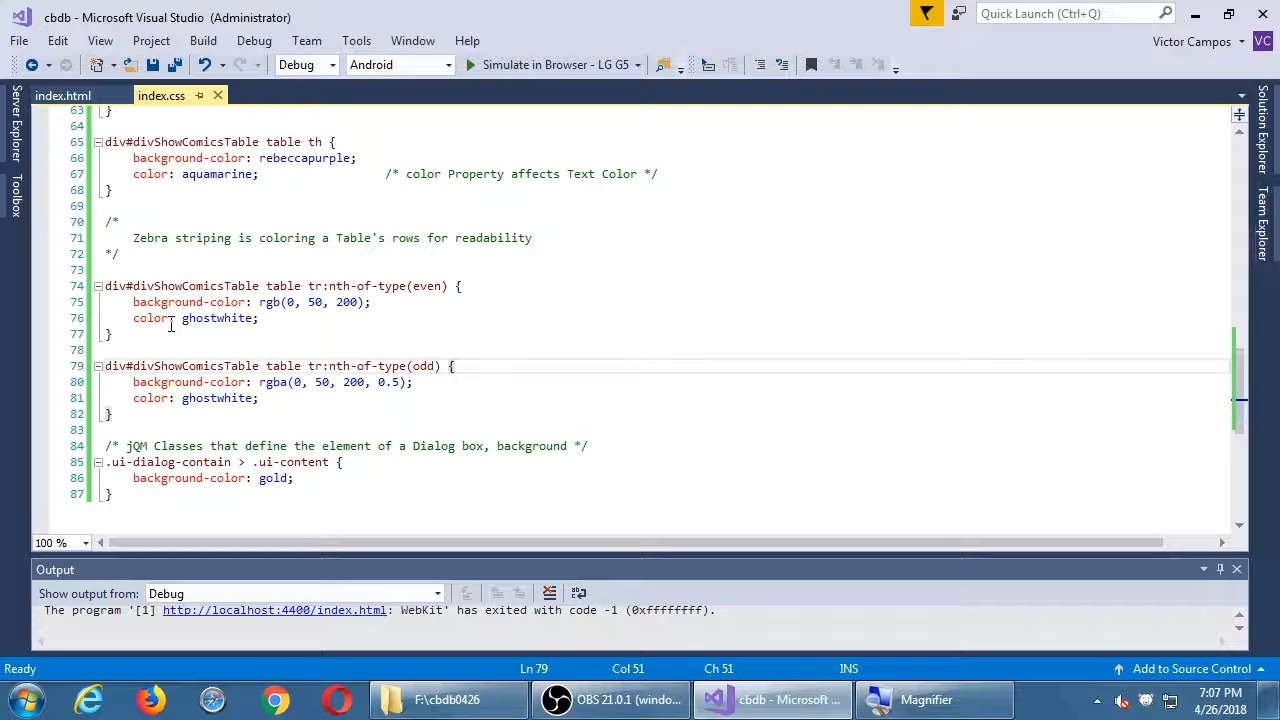 cbdb - Microsoft Visual Studio (Administrator)
Quick Launch (Ctrl+Q)
File Edit View Project Build Debug Team Tools Window Help
Victor Campos VC
Debug Android Simulate in Browser - LG G5
index.html index.css
Server Explorer
Toolbox
Solution Explorer
Team Explorer
63 }
64
65 div#divShowComicsTable table th {
66 background-color: rebeccapurple;
67 color: aquamarine; /* color Property affects Text Color */
68 }
69
70 /*
71 Zebra striping is coloring a Table's rows for readability
72 */
73
74 div#divShowComicsTable table tr:nth-of-type(even) {
75 background-color: rgb(0, 50, 200);
76 color: ghostwhite;
77 }
78
79 div#divShowComicsTable table tr:nth-of-type(odd) {
80 background-color: rgba(0, 50, 200, 0.5);
81 color: ghostwhite;
82 }
83
84 /* jQM Classes that define the element of a Dialog box, background */
85 .ui-dialog-contain > .ui-content {
86 background-color: gold;
87 }
100 %
Output
Show output from: Debug
The program '[1] http://localhost:4400/index.html: WebKit' has exited with code -1 (0xffffffff).
Ready Ln 79 Col 51 Ch 51 INS Add to Source Control
F:\cbdb0426 OBS 21.0.1 (windo... cbdb - Microsoft ... Magnifier
7:07 PM
4/26/2018